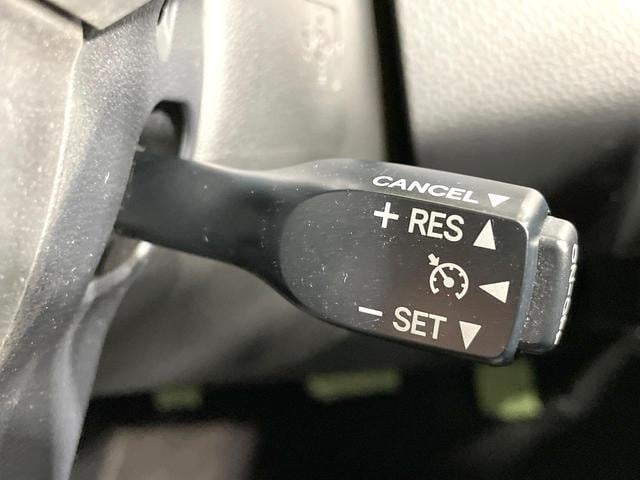 CANCEL ▼
+ RES ▲
◀
− SET ▼